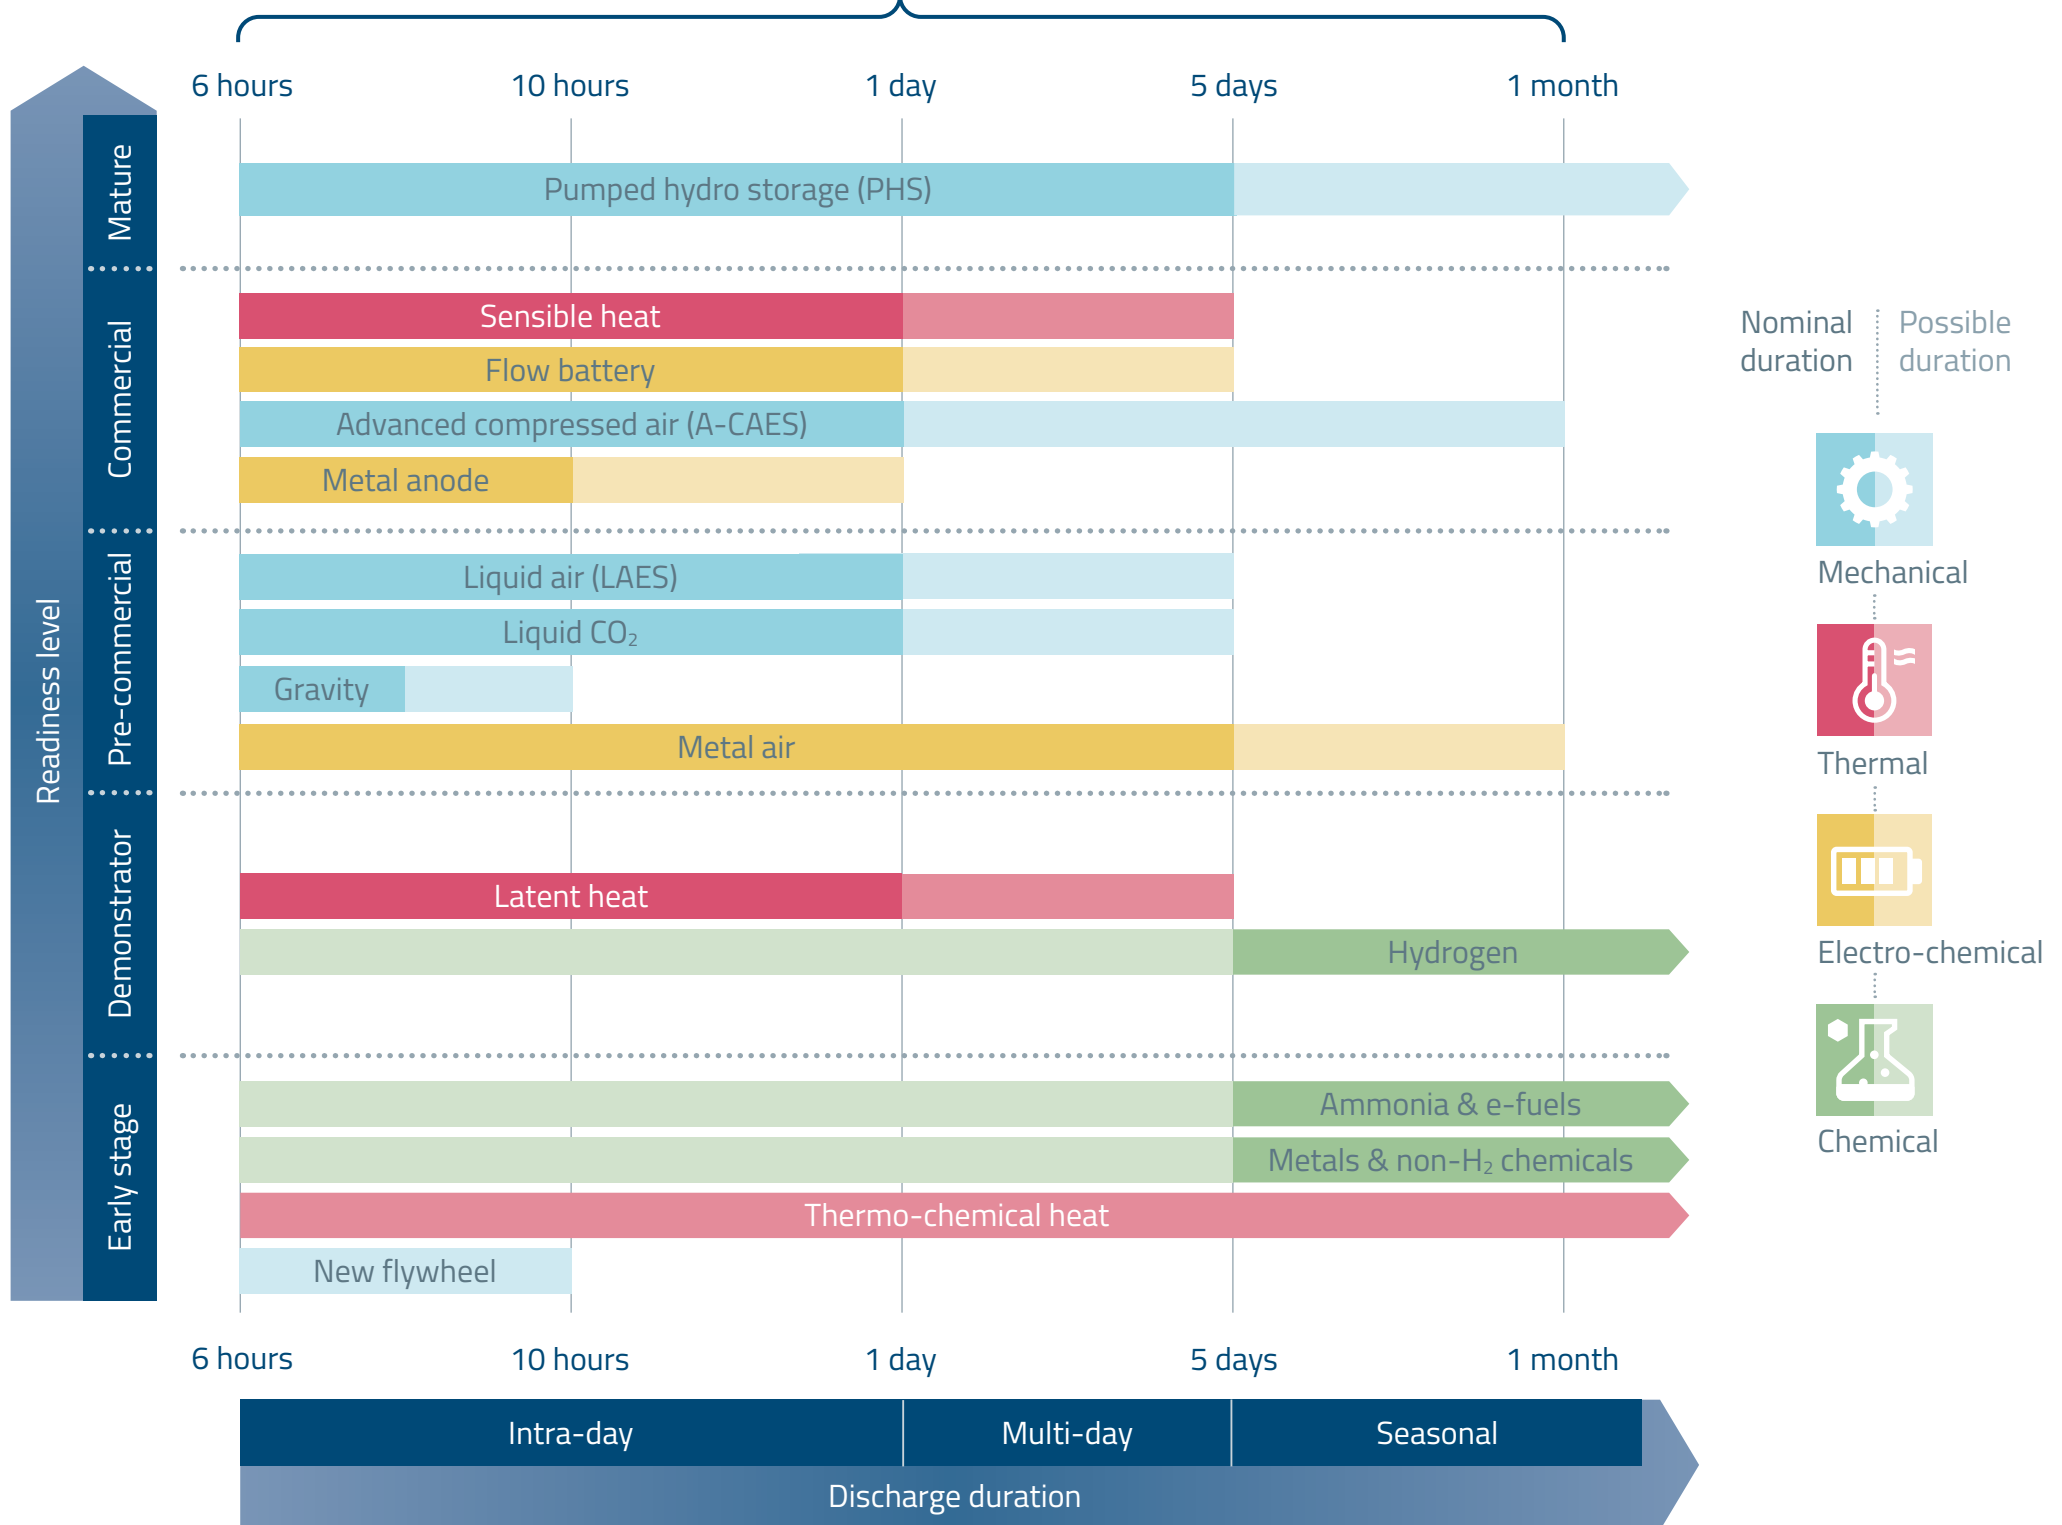 6 hours
10 hours
1 day
5 days
1 month
Readiness level
Mature
Pumped hydro storage (PHS)
Commercial
Sensible heat
Flow battery
Advanced compressed air (A-CAES)
Metal anode
Pre-commercial
Liquid air (LAES)
Liquid CO₂
Gravity
Metal air
Demonstrator
Latent heat
Hydrogen
Early stage
Ammonia & e-fuels
Metals & non-H₂ chemicals
Thermo-chemical heat
New flywheel
6 hours
10 hours
1 day
5 days
1 month
Intra-day
Multi-day
Seasonal
Discharge duration
Nominal
duration
Possible
duration
Mechanical
Thermal
Electro-chemical
Chemical